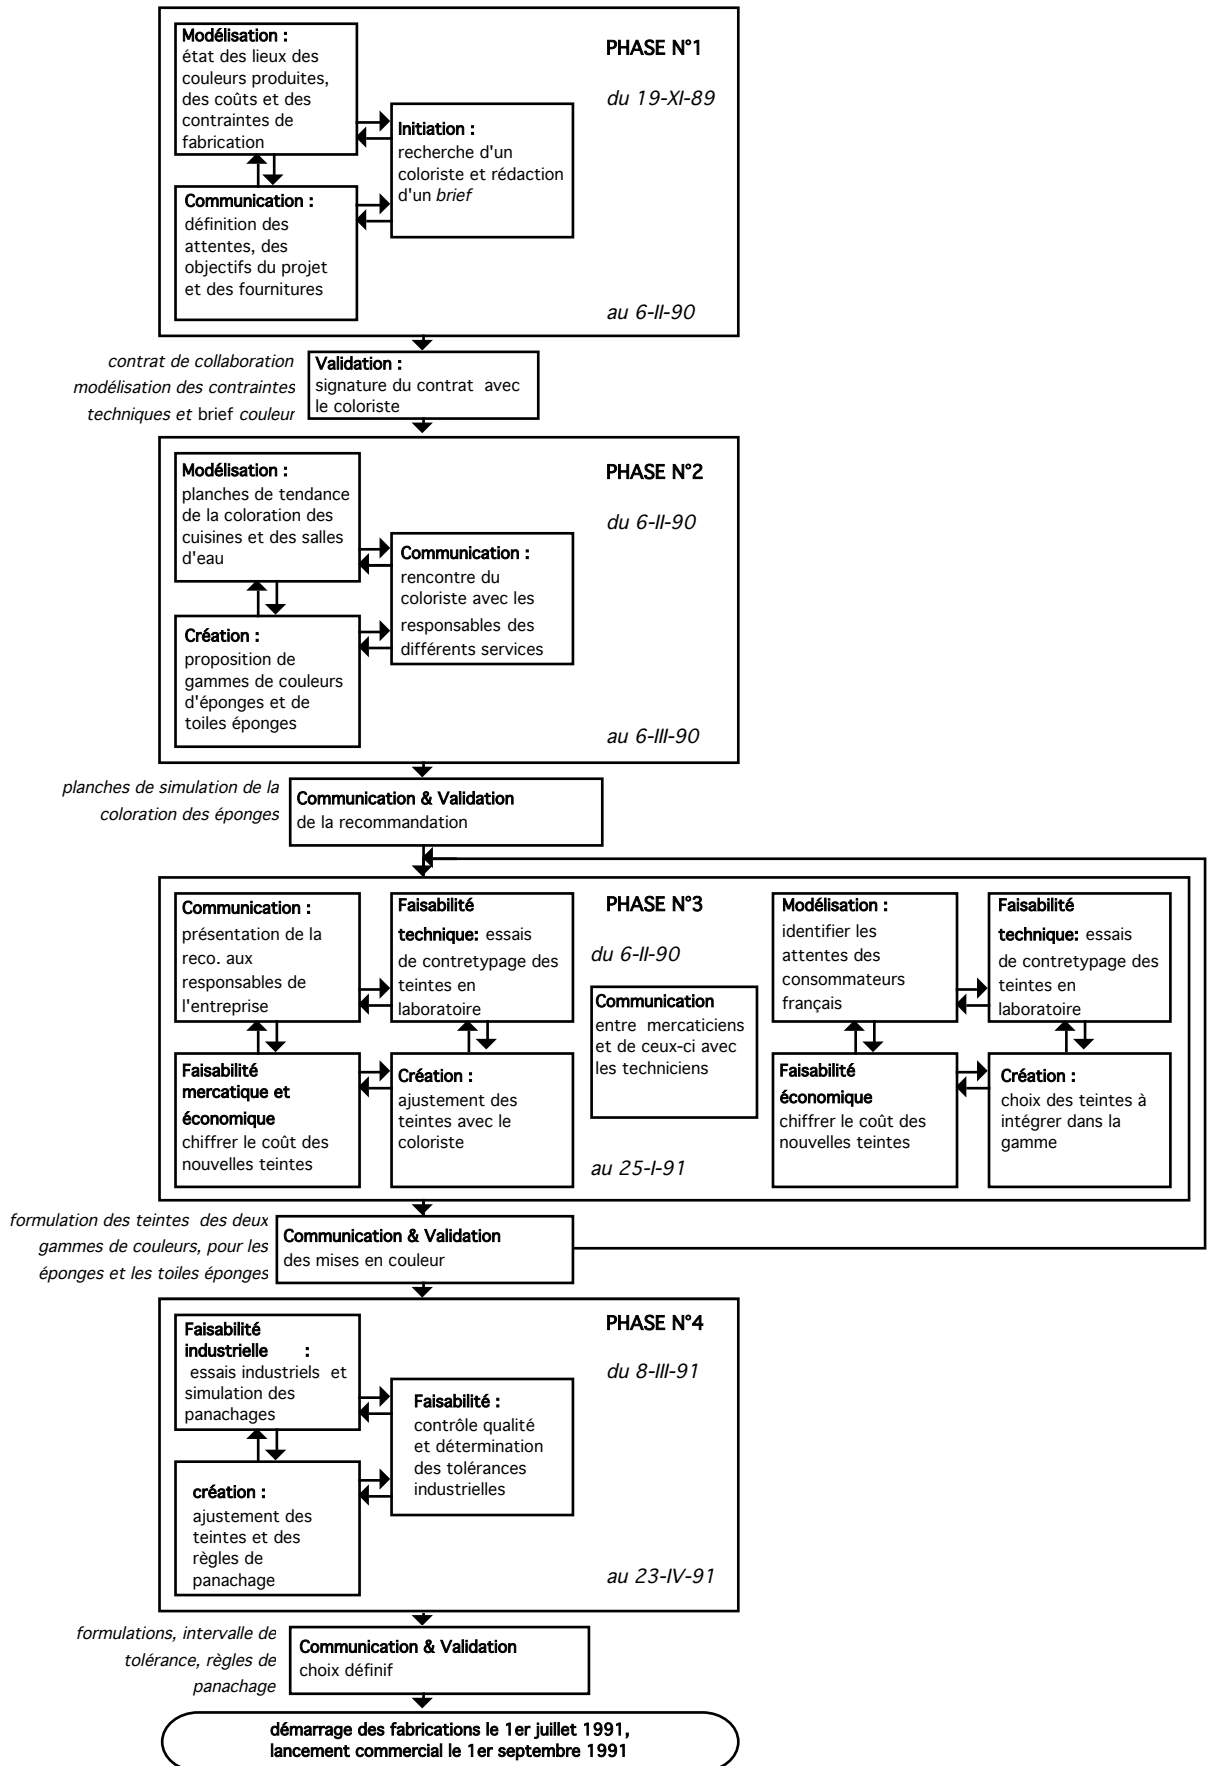 Modélisation :
état des lieux des
couleurs produites,
des coûts et des
contraintes de
fabrication
PHASE N°1
du 19-XI-89
Initiation :
recherche d'un
coloriste et rédaction
d'un brief
Communication :
définition des
attentes, des
objectifs du projet
et des fournitures
au 6-II-90
contrat de collaboration
modélisation des contraintes
techniques et brief couleur
Validation :
signature du contrat avec
le coloriste
Modélisation :
planches de tendance
de la coloration des
cuisines et des salles
d'eau
PHASE N°2
du 6-II-90
Communication :
rencontre du
coloriste avec les
responsables des
différents services
Création :
proposition de
gammes de couleurs
d'éponges et de
toiles éponges
au 6-III-90
planches de simulation de la
coloration des éponges
Communication & Validation
de la recommandation
Communication :
présentation de la
reco. aux
responsables de
l'entreprise
Faisabilité
technique: essais
de contretypage des
teintes en
laboratoire
PHASE N°3
du 6-II-90
Modélisation :
identifier les
attentes des
consommateurs
français
Faisabilité
technique: essais
de contretypage des
teintes en
laboratoire
Communication
entre mercaticiens
et de ceux-ci avec
les techniciens
Faisabilité
mercatique et
économique
chiffrer le coût des
nouvelles teintes
Création :
ajustement des
teintes avec le
coloriste
au 25-I-91
Faisabilité
économique :
chiffrer le coût des
nouvelles teintes
Création :
choix des teintes à
intégrer dans la
gamme
formulation des teintes des deux
gammes de couleurs, pour les
éponges et les toiles éponges
Communication & Validation
des mises en couleur
Faisabilité
industrielle :
essais industriels et
simulation des
panachages
PHASE N°4
du 8-III-91
Faisabilité :
contrôle qualité
et détermination
des tolérances
industrielles
création :
ajustement des
teintes et des
règles de
panachage
au 23-IV-91
formulations, intervalle de
tolérance, règles de
panachage
Communication & Validation
choix définif
démarrage des fabrications le 1er juillet 1991,
lancement commercial le 1er septembre 1991